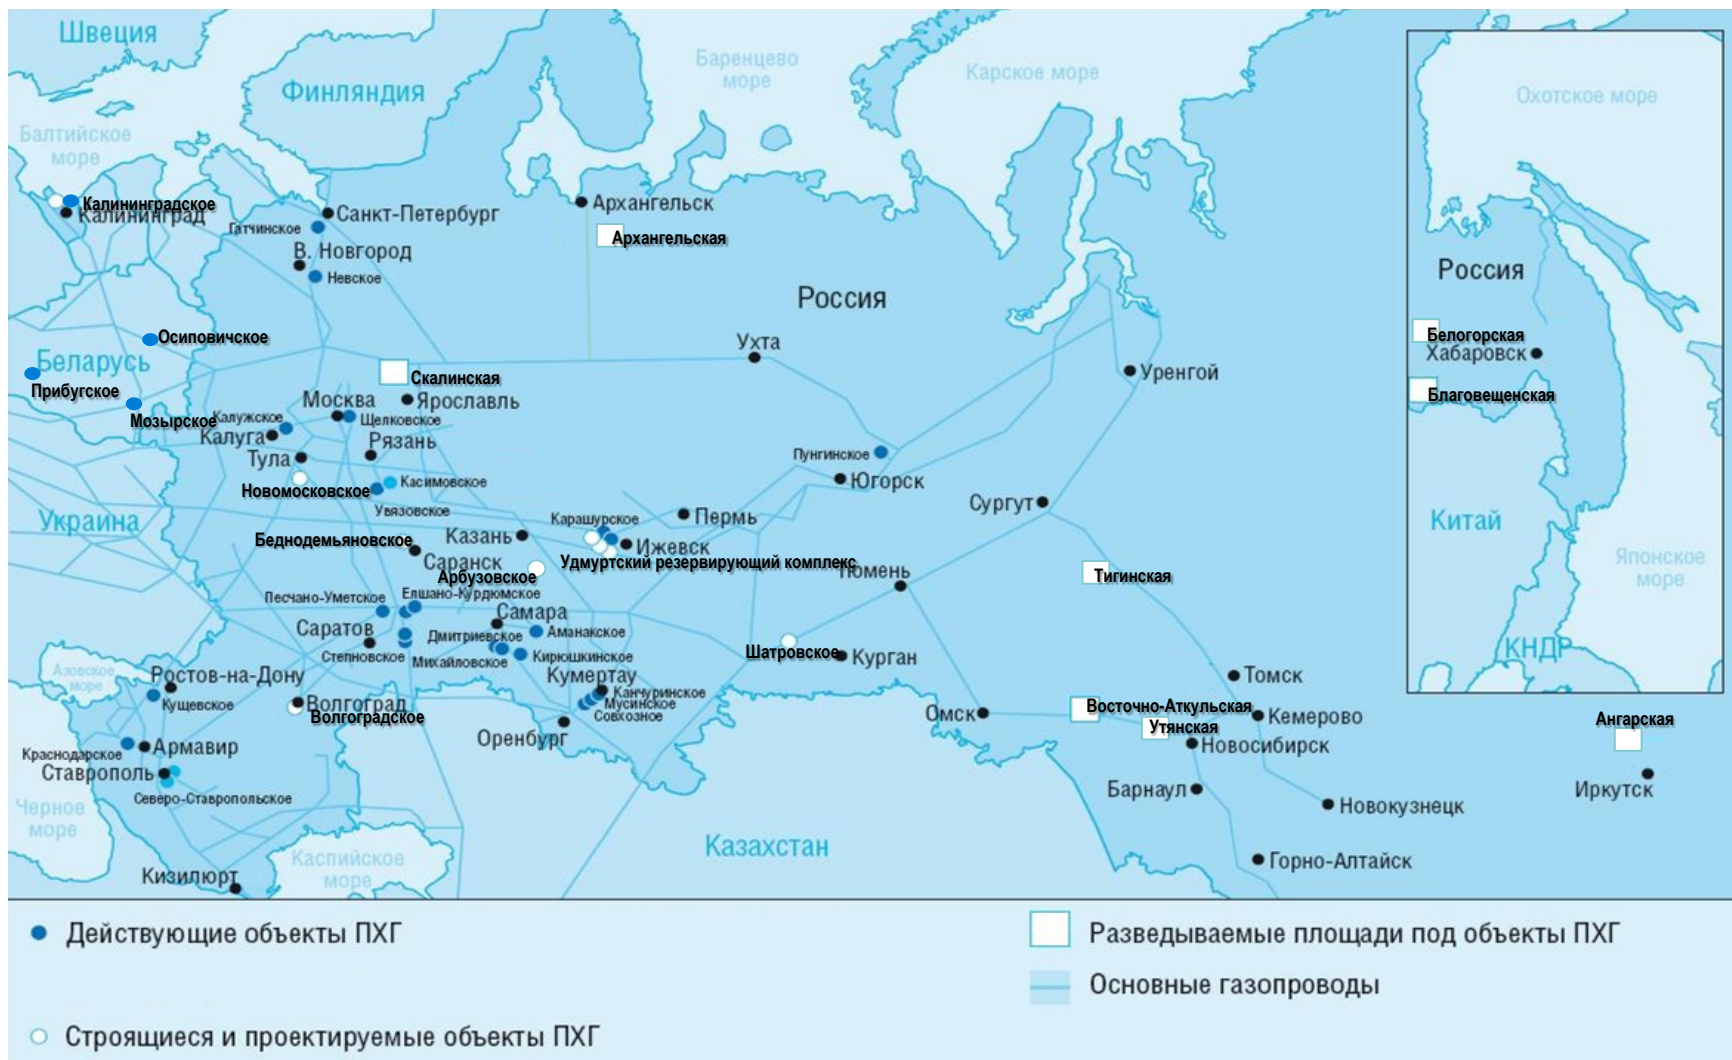 Швеция
Финляндия
Баренцево
море
Карское море
Охотское море
Балтийское
море
Калининградское
Калининград
Санкт-Петербург
Гатчинское
В. Новгород
Невское
Архангельск
Архангельская
Россия
Россия
Осиповичское
Беларусь
Прибугское
Мозырское
Скалинская
Ухта
Уренгой
Белогорская
Хабаровск
Благовещенская
Москва
Ярославль
Калужское
Щелковское
Калуга
Рязань
Тула
Касимовское
Новомосковское
Увязовское
Пунгинское
Югорск
Сургут
Украина
Китай
Японское
море
КНДР
Карашурское
Пермь
Казань
Ижевск
Беднодемьяновское
Саранск
Удмуртский резервирующий комплекс
Тюмень
Арбузовское
Тигинская
Песчано-Уметское
Елшано-Курдюмское
Самара
Саратов
Дмитриевское
Аманакское
Степновское
Михайловское
Кирюшкинское
Шатровское
Курган
Азовское
море
Ростов-на-Дону
Кущевское
Волгоград
Волгоградское
Кумертау
Канчуринское
Мусинское
Совхозное
Оренбург
Омск
Томск
Восточно-Аткульская
Утянская
Кемерово
Новосибирск
Ангарская
Краснодарское
Армавир
Ставрополь
Северо-Ставропольское
Барнаул
Новокузнецк
Иркутск
Черное
море
Каспийское
море
Казахстан
Горно-Алтайск
Кизилюрт
Действующие объекты ПХГ
Строящиеся и проектируемые объекты ПХГ
Разведываемые площади под объекты ПХГ
Основные газопроводы